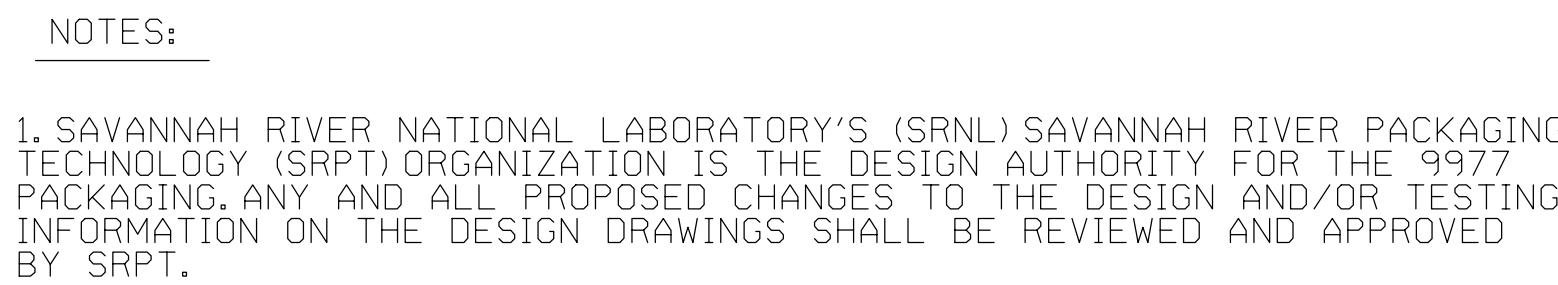 NOTES:
1. SAVANNAH RIVER NATIONAL LABORATORY'S (SRNL) SAVANNAH RIVER PACKAGING
TECHNOLOGY (SRPT) ORGANIZATION IS THE DESIGN AUTHORITY FOR THE 9977
PACKAGING. ANY AND ALL PROPOSED CHANGES TO THE DESIGN AND/OR TESTING
INFORMATION ON THE DESIGN DRAWINGS SHALL BE REVIEWED AND APPROVED
BY SRPT.